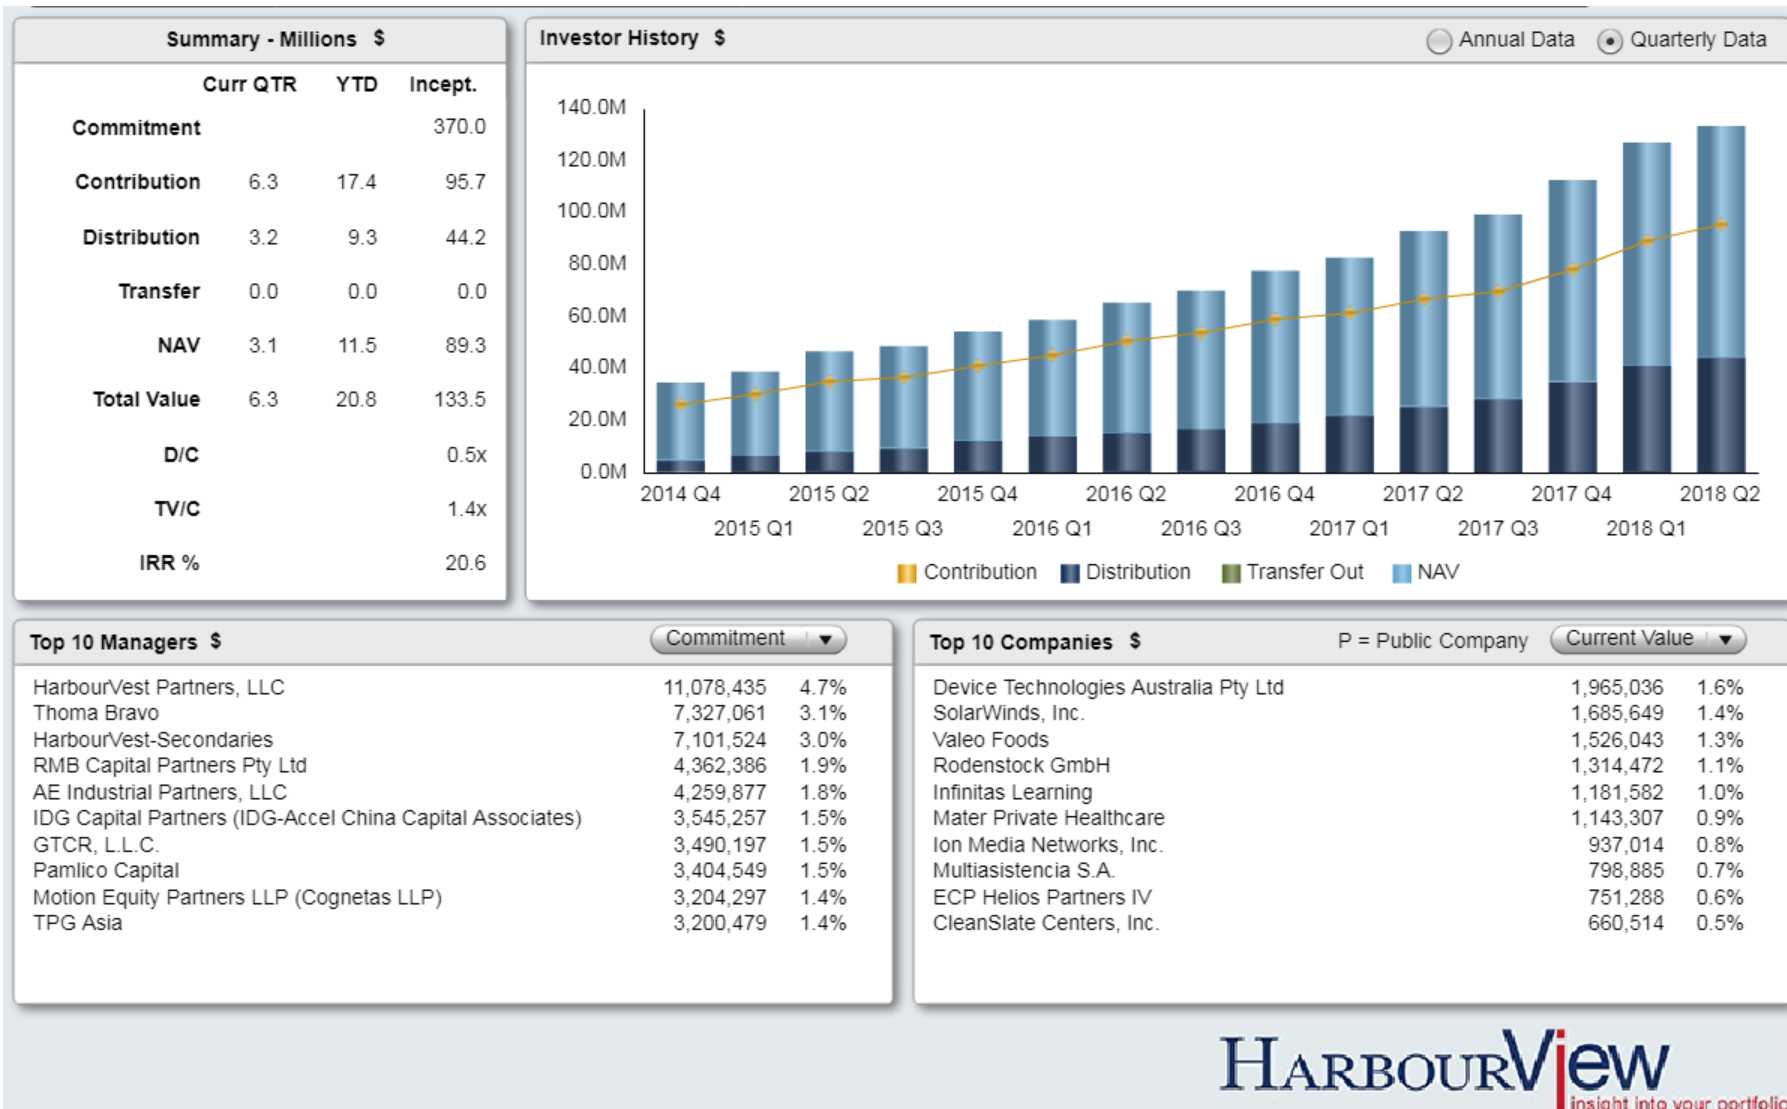 Summary - Millions $
Curr QTR YTD Incept.
Commitment 370.0
Contribution 6.3 17.4 95.7
Distribution 3.2 9.3 44.2
Transfer 0.0 0.0 0.0
NAV 3.1 11.5 89.3
Total Value 6.3 20.8 133.5
D/C 0.5x
TV/C 1.4x
IRR % 20.6
Investor History $ Annual Data Quarterly Data
140.0M
120.0M
100.0M
80.0M
60.0M
40.0M
20.0M
0.0M
2014 Q4 2015 Q2 2015 Q4 2016 Q2 2016 Q4 2017 Q2 2017 Q4 2018 Q2
2015 Q1 2015 Q3 2016 Q1 2016 Q3 2017 Q1 2017 Q3 2018 Q1
Contribution Distribution Transfer Out NAV
Top 10 Managers $ Commitment
HarbourVest Partners, LLC 11,078,435 4.7%
Thoma Bravo 7,327,061 3.1%
HarbourVest-Secondaries 7,101,524 3.0%
RMB Capital Partners Pty Ltd 4,362,386 1.9%
AE Industrial Partners, LLC 4,259,877 1.8%
IDG Capital Partners (IDG-Accel China Capital Associates) 3,545,257 1.5%
GTCR, L.L.C. 3,490,197 1.5%
Pamlico Capital 3,404,549 1.5%
Motion Equity Partners LLP (Cognetas LLP) 3,204,297 1.4%
TPG Asia 3,200,479 1.4%
Top 10 Companies $ P = Public Company Current Value
Device Technologies Australia Pty Ltd 1,965,036 1.6%
SolarWinds, Inc. 1,685,649 1.4%
Valeo Foods 1,526,043 1.3%
Rodenstock GmbH 1,314,472 1.1%
Infinitas Learning 1,181,582 1.0%
Mater Private Healthcare 1,143,307 0.9%
Ion Media Networks, Inc. 937,014 0.8%
Multiasistencia S.A. 798,885 0.7%
ECP Helios Partners IV 751,288 0.6%
CleanSlate Centers, Inc. 660,514 0.5%
HARBOURView
insight into your portfolio